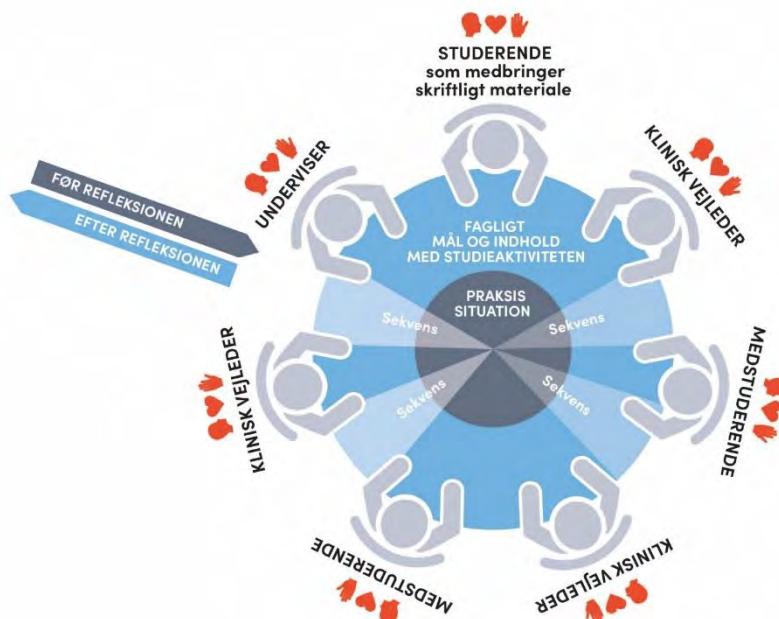 STUDERENDE
som medbringer
skriftligt materiale
KLINISK VEJLEDER
UNDERVISER
FØR REFLEKSIONEN
EFTER REFLEKSIONEN
FAGLIGT
MÅL OG INDHOLD
MED STUDIEAKTIVITETEN
PRAKSIS
SITUATION
Sekvens
Sekvens
Sekvens
Sekvens
KLINISK VEJLEDER
MEDSTUDERENDE
MEDSTUDERENDE
KLINISK VEJLEDER